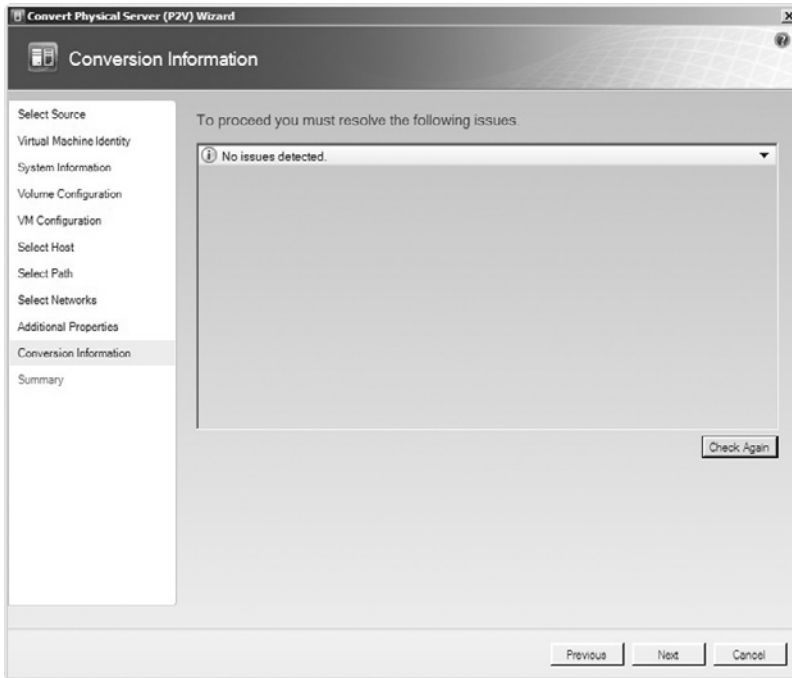 Convert Physical Server (P2V) Wizard
Conversion Information
Select Source
Virtual Machine Identity
System Information
Volume Configuration
VM Configuration
Select Host
Select Path
Select Networks
Additional Properties
Conversion Information
Summary
To proceed you must resolve the following issues.
No issues detected.
Check Again
Previous
Next
Cancel